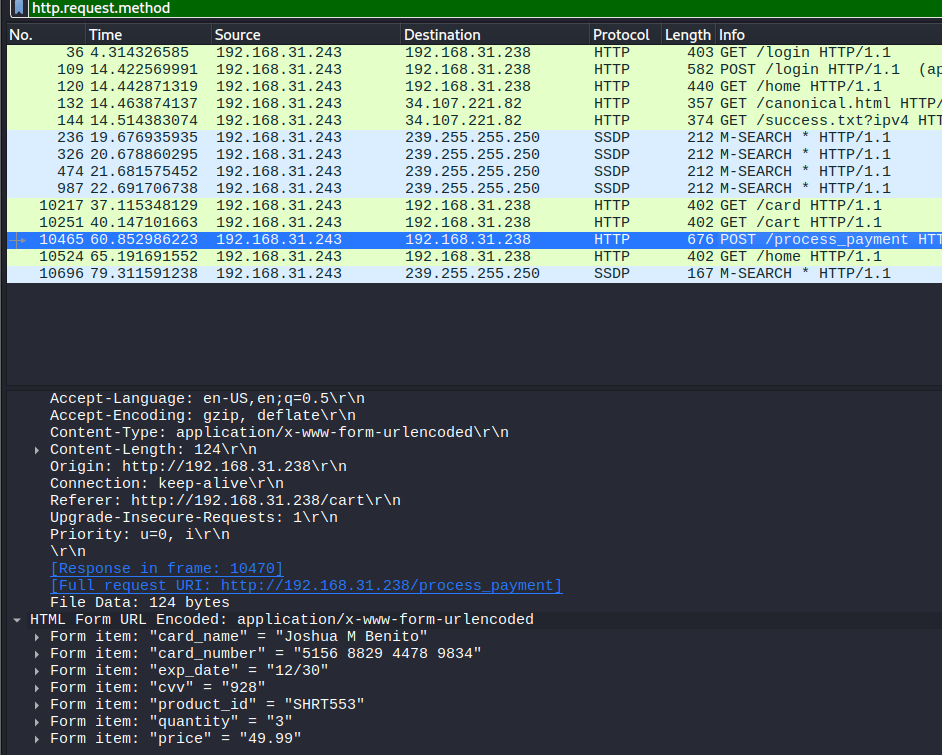 http.request.method
No. Time Source Destination Protocol Length Info
36 4.314326585 192.168.31.243 192.168.31.238 HTTP 403 GET /login HTTP/1.1
109 14.422569991 192.168.31.243 192.168.31.238 HTTP 582 POST /login HTTP/1.1 (ap
120 14.442871319 192.168.31.243 192.168.31.238 HTTP 440 GET /home HTTP/1.1
132 14.463874137 192.168.31.243 34.107.221.82 HTTP 357 GET /canonical.html HTTP/
144 14.514383074 192.168.31.243 34.107.221.82 HTTP 374 GET /success.txt?ipv4 HTT
236 19.676935935 192.168.31.243 239.255.255.250 SSDP 212 M-SEARCH * HTTP/1.1
326 20.678860295 192.168.31.243 239.255.255.250 SSDP 212 M-SEARCH * HTTP/1.1
474 21.681575452 192.168.31.243 239.255.255.250 SSDP 212 M-SEARCH * HTTP/1.1
987 22.691706738 192.168.31.243 239.255.255.250 SSDP 212 M-SEARCH * HTTP/1.1
10217 37.115348129 192.168.31.243 192.168.31.238 HTTP 402 GET /card HTTP/1.1
10251 40.147101663 192.168.31.243 192.168.31.238 HTTP 402 GET /cart HTTP/1.1
10465 60.852986223 192.168.31.243 192.168.31.238 HTTP 676 POST /process_payment HTT
10524 65.191691552 192.168.31.243 192.168.31.238 HTTP 402 GET /home HTTP/1.1
10696 79.311591238 192.168.31.243 239.255.255.250 SSDP 167 M-SEARCH * HTTP/1.1
Accept-Language: en-US,en;q=0.5\r\n
Accept-Encoding: gzip, deflate\r\n
Content-Type: application/x-www-form-urlencoded\r\n
Content-Length: 124\r\n
Origin: http://192.168.31.238\r\n
Connection: keep-alive\r\n
Referer: http://192.168.31.238/cart\r\n
Upgrade-Insecure-Requests: 1\r\n
Priority: u=0, i\r\n
\r\n
[Response in frame: 10470]
[Full request URI: http://192.168.31.238/process_payment]
File Data: 124 bytes
HTML Form URL Encoded: application/x-www-form-urlencoded
Form item: "card_name" = "Joshua M Benito"
Form item: "card_number" = "5156 8829 4478 9834"
Form item: "exp_date" = "12/30"
Form item: "cvv" = "928"
Form item: "product_id" = "SHRT553"
Form item: "quantity" = "3"
Form item: "price" = "49.99"